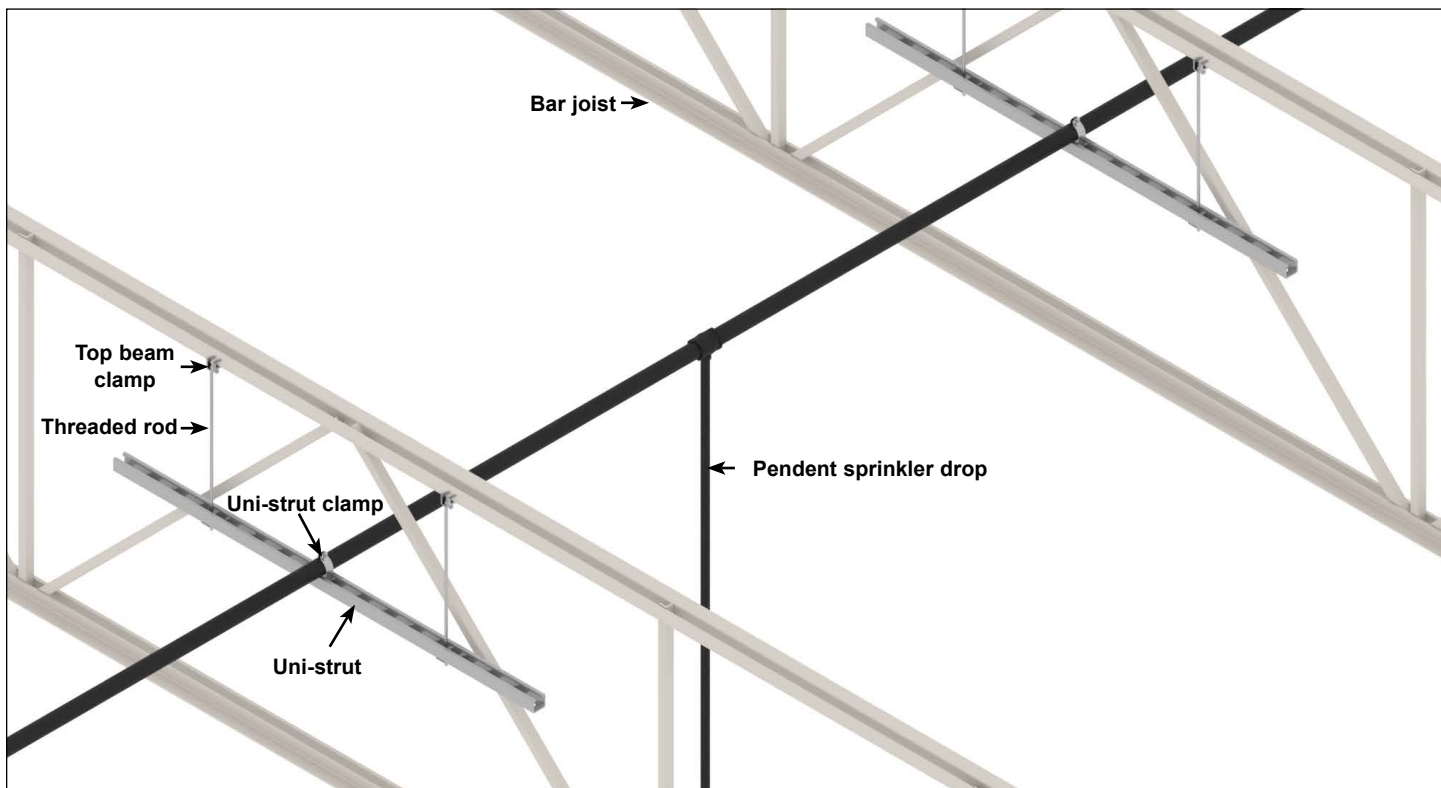 Bar joist
Top beam
clamp
Threaded rod
Uni-strut clamp
Pendent sprinkler drop
Uni-strut